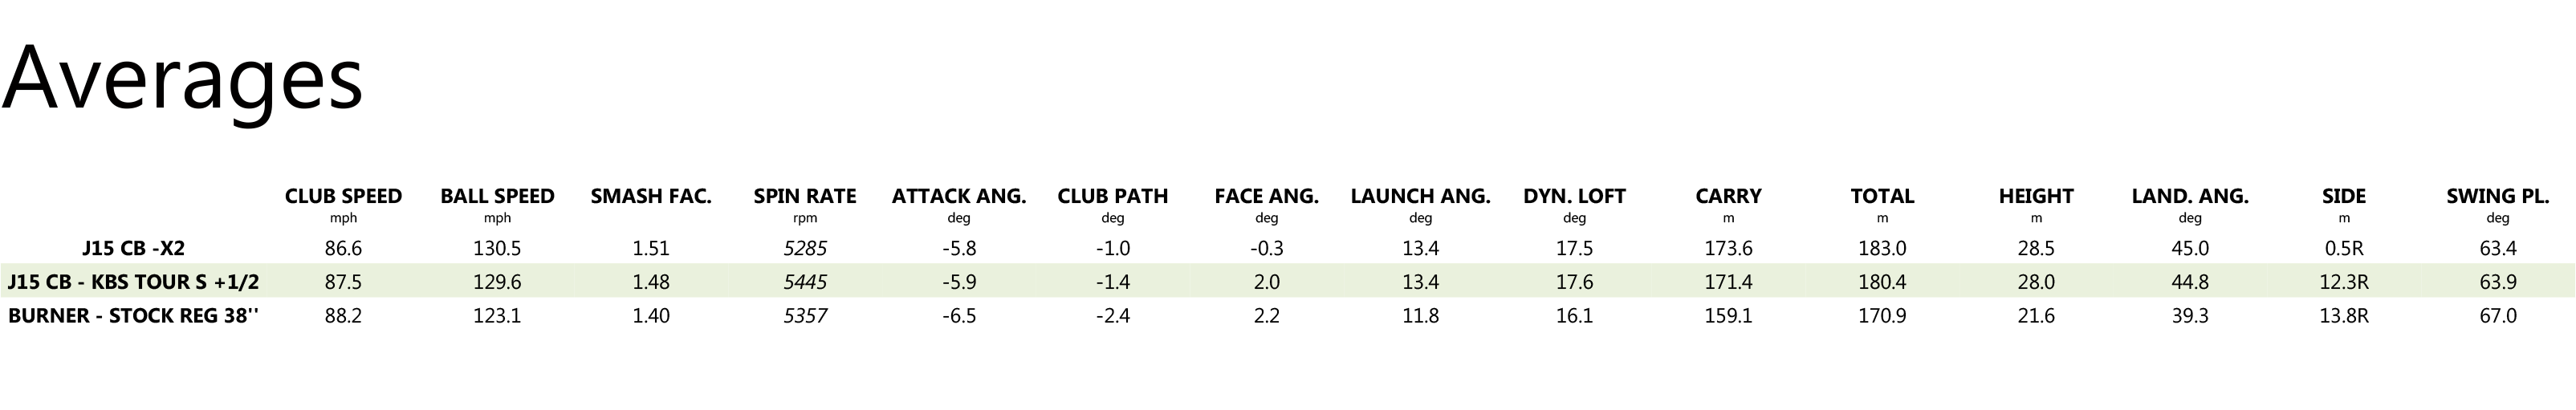 Averages
CLUB SPEED BALL SPEED SMASH FAC. SPIN RATE ATTACK ANG. CLUB PATH FACE ANG. LAUNCH ANG. DYN. LOFT CARRY TOTAL HEIGHT LAND. ANG. SIDE SWING PL.
mph mph rpm deg deg deg deg deg m m m deg m deg
J15 CB -X2 86.6 130.5 1.51 5285 -5.8 -1.0 -0.3 13.4 17.5 173.6 183.0 28.5 45.0 0.5R 63.4
J15 CB - KBS TOUR S +1/2 87.5 129.6 1.48 5445 -5.9 -1.4 2.0 13.4 17.6 171.4 180.4 28.0 44.8 12.3R 63.9
BURNER - STOCK REG 38'' 88.2 123.1 1.40 5357 -6.5 -2.4 2.2 11.8 16.1 159.1 170.9 21.6 39.3 13.8R 67.0